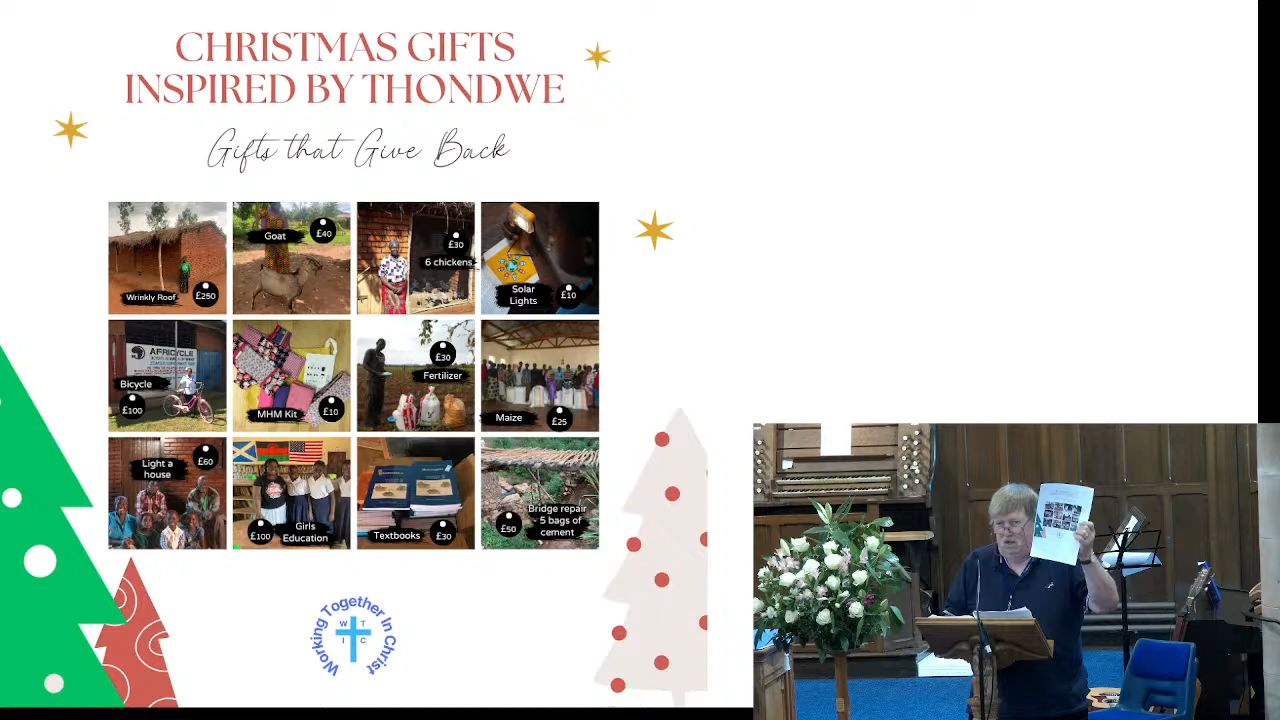 CHRISTMAS GIFTS
INSPIRED BY THONDWE
Gifts that Give Back
Wrinkly Roof £250
Goat £40
£30
6 chickens
Solar
Lights £10
AFRICYCLE
Bicycle
£100
MHM Kit £10
£30
Fertilizer
Maize £25
Light a
house £60
£100 Girls
Education
Textbooks £30
£50 Bridge repair
- 5 bags of
cement
Working Together In Christ
W T
I C